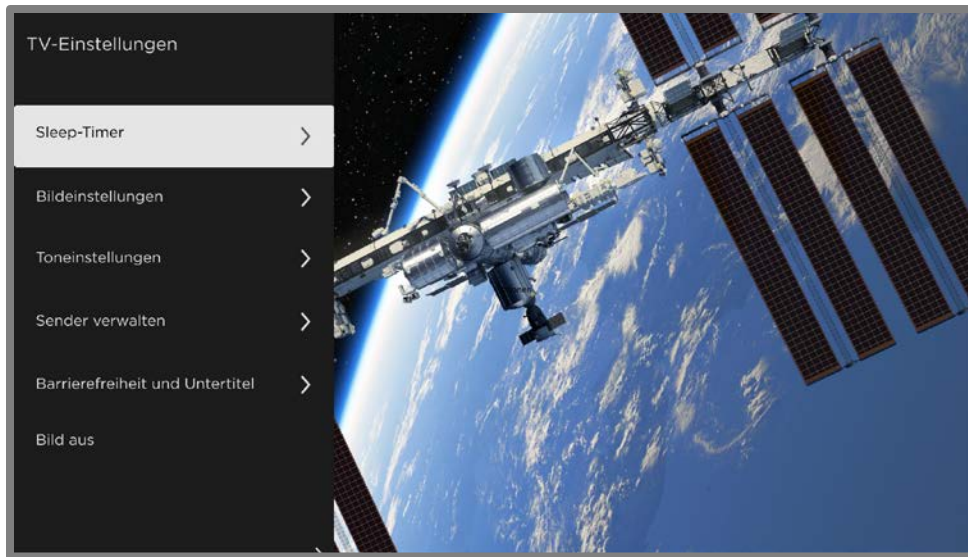 TV-Einstellungen
Sleep-Timer
Bildeinstellungen
Toneinstellungen
Sender verwalten
Barrierefreiheit und Untertitel
Bild aus